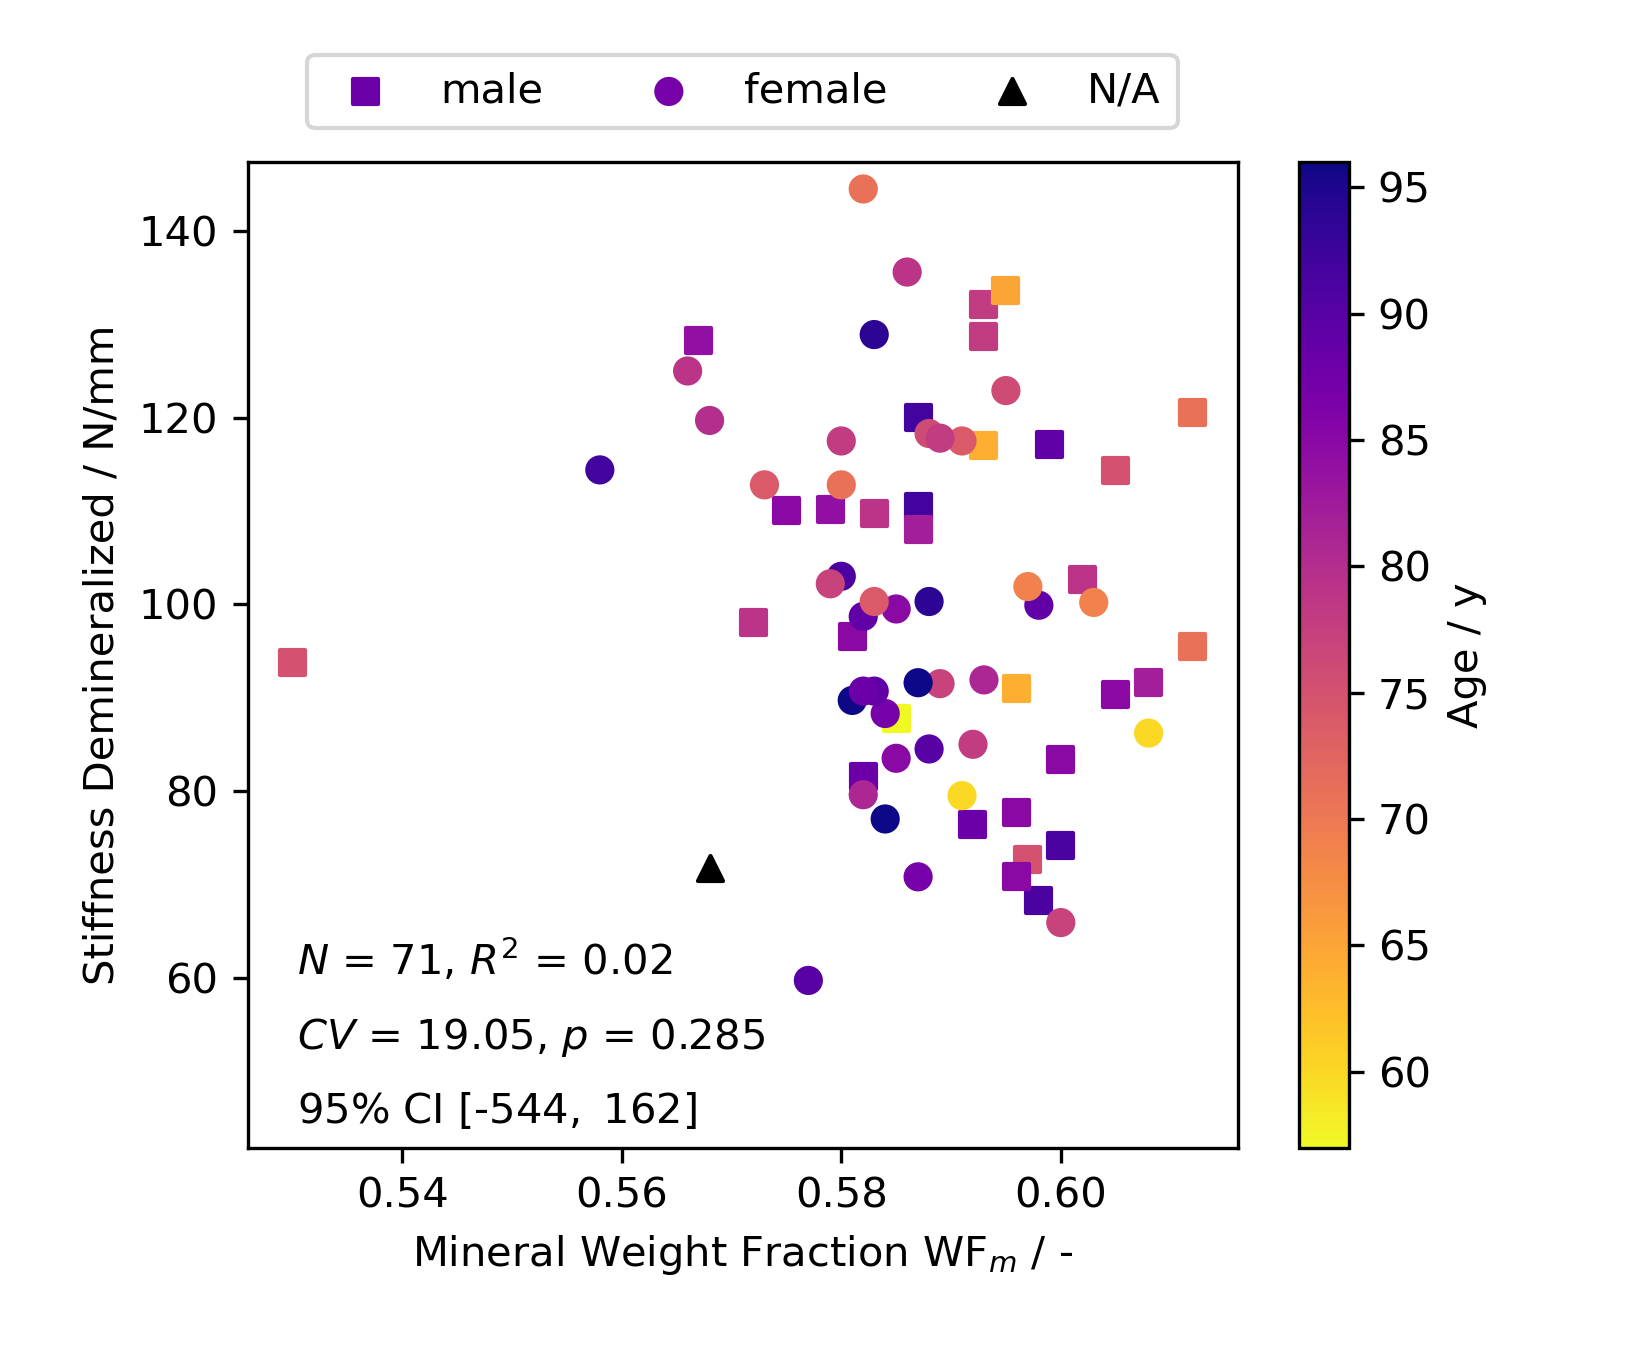 male female N/A
140
120
100
80
60
Stiffness Demineralized / N/mm
N = 71, R² = 0.02
CV = 19.05, p = 0.285
95% CI [-544, 162]
0.54 0.56 0.58 0.60
Mineral Weight Fraction WFₘ / -
95
90
85
80
75
70
65
60
Age / y